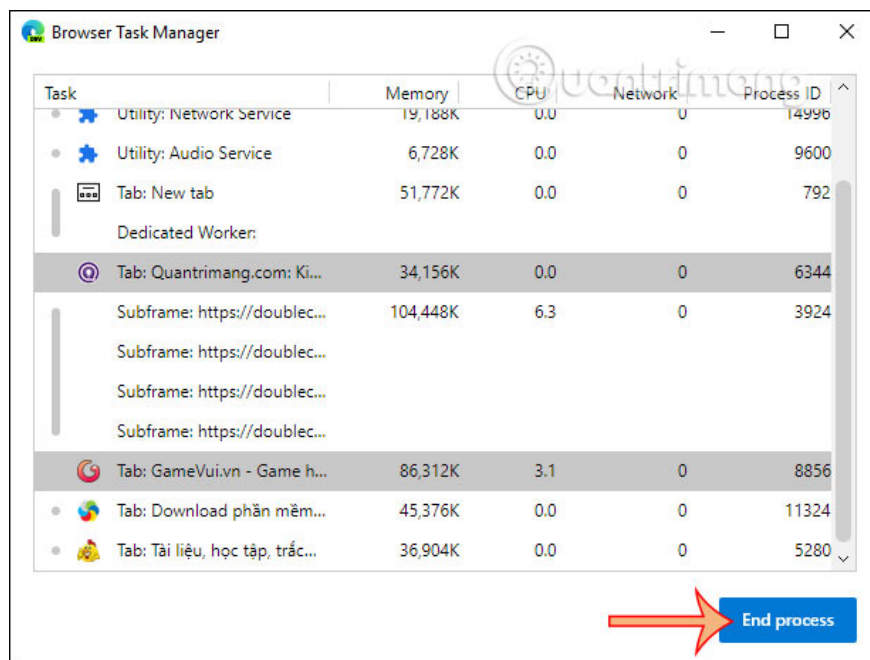 Browser Task Manager
Quantrimang
Task Memory CPU Network Process ID
Utility: Network Service 19,188K 0.0 0 14996
Utility: Audio Service 6,728K 0.0 0 9600
Tab: New tab 51,772K 0.0 0 792
Dedicated Worker:
Tab: Quantrimang.com: Ki... 34,156K 0.0 0 6344
Subframe: https://doublec... 104,448K 6.3 0 3924
Subframe: https://doublec...
Subframe: https://doublec...
Subframe: https://doublec...
Tab: GameVui.vn - Game h... 86,312K 3.1 0 8856
Tab: Download phần mềm... 45,376K 0.0 0 11324
Tab: Tài liệu, học tập, trắc... 36,904K 0.0 0 5280
End process